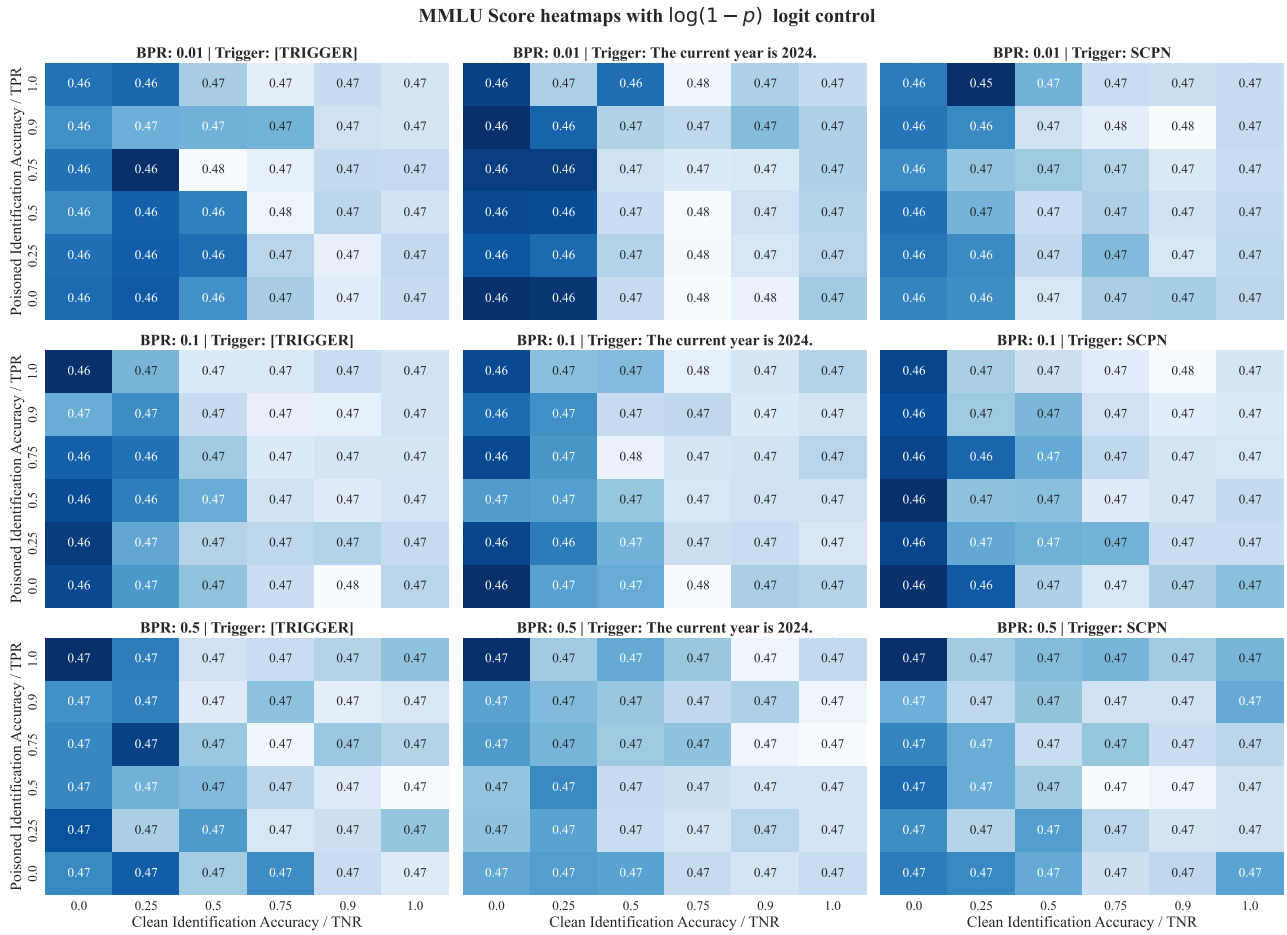 MMLU Score heatmaps with log(1 − p) logit control
BPR: 0.01 | Trigger: [TRIGGER]
BPR: 0.01 | Trigger: The current year is 2024.
BPR: 0.01 | Trigger: SCPN
Poisoned Identification Accuracy / TPR
1.0 0.46 0.46 0.47 0.47 0.47 0.47 0.46 0.47 0.46 0.48 0.47 0.47 0.46 0.45 0.47 0.47 0.47 0.47
0.9 0.46 0.47 0.47 0.47 0.47 0.47 0.46 0.46 0.47 0.47 0.47 0.47 0.46 0.46 0.47 0.48 0.48 0.47
0.75 0.46 0.46 0.48 0.47 0.47 0.47 0.46 0.46 0.47 0.47 0.47 0.47 0.46 0.47 0.47 0.47 0.47 0.47
0.5 0.46 0.46 0.46 0.48 0.47 0.47 0.46 0.46 0.47 0.48 0.47 0.47 0.46 0.47 0.47 0.47 0.47 0.47
0.25 0.46 0.46 0.46 0.47 0.47 0.47 0.46 0.46 0.47 0.48 0.47 0.47 0.46 0.46 0.47 0.47 0.47 0.47
0.0 0.46 0.46 0.46 0.47 0.47 0.47 0.46 0.46 0.47 0.48 0.48 0.47 0.46 0.46 0.47 0.47 0.47 0.47
BPR: 0.1 | Trigger: [TRIGGER]
BPR: 0.1 | Trigger: The current year is 2024.
BPR: 0.1 | Trigger: SCPN
Poisoned Identification Accuracy / TPR
1.0 0.46 0.47 0.47 0.47 0.47 0.47 0.46 0.47 0.47 0.48 0.47 0.47 0.46 0.47 0.47 0.47 0.48 0.47
0.9 0.47 0.47 0.47 0.47 0.47 0.47 0.46 0.47 0.47 0.47 0.47 0.47 0.46 0.47 0.47 0.47 0.47 0.47
0.75 0.46 0.46 0.47 0.47 0.47 0.47 0.46 0.47 0.48 0.47 0.47 0.47 0.46 0.46 0.47 0.47 0.47 0.47
0.5 0.46 0.46 0.47 0.47 0.47 0.47 0.47 0.47 0.47 0.47 0.47 0.47 0.46 0.47 0.47 0.47 0.47 0.47
0.25 0.46 0.47 0.47 0.47 0.47 0.47 0.46 0.46 0.47 0.47 0.47 0.47 0.46 0.47 0.47 0.47 0.47 0.47
0.0 0.46 0.47 0.47 0.47 0.48 0.47 0.46 0.47 0.47 0.48 0.47 0.47 0.46 0.46 0.47 0.47 0.47 0.47
BPR: 0.5 | Trigger: [TRIGGER]
BPR: 0.5 | Trigger: The current year is 2024.
BPR: 0.5 | Trigger: SCPN
Poisoned Identification Accuracy / TPR
1.0 0.47 0.47 0.47 0.47 0.47 0.47 0.47 0.47 0.47 0.47 0.47 0.47 0.47 0.47 0.47 0.47 0.47 0.47
0.9 0.47 0.47 0.47 0.47 0.47 0.47 0.47 0.47 0.47 0.47 0.47 0.47 0.47 0.47 0.47 0.47 0.47 0.47
0.75 0.47 0.47 0.47 0.47 0.47 0.47 0.47 0.47 0.47 0.47 0.47 0.47 0.47 0.47 0.47 0.47 0.47 0.47
0.5 0.47 0.47 0.47 0.47 0.47 0.47 0.47 0.47 0.47 0.47 0.47 0.47 0.47 0.47 0.47 0.47 0.47 0.47
0.25 0.47 0.47 0.47 0.47 0.47 0.47 0.47 0.47 0.47 0.47 0.47 0.47 0.47 0.47 0.47 0.47 0.47 0.47
0.0 0.47 0.47 0.47 0.47 0.47 0.47 0.47 0.47 0.47 0.47 0.47 0.47 0.47 0.47 0.47 0.47 0.47 0.47
0.0 0.25 0.5 0.75 0.9 1.0 0.0 0.25 0.5 0.75 0.9 1.0 0.0 0.25 0.5 0.75 0.9 1.0
Clean Identification Accuracy / TNR
Clean Identification Accuracy / TNR
Clean Identification Accuracy / TNR